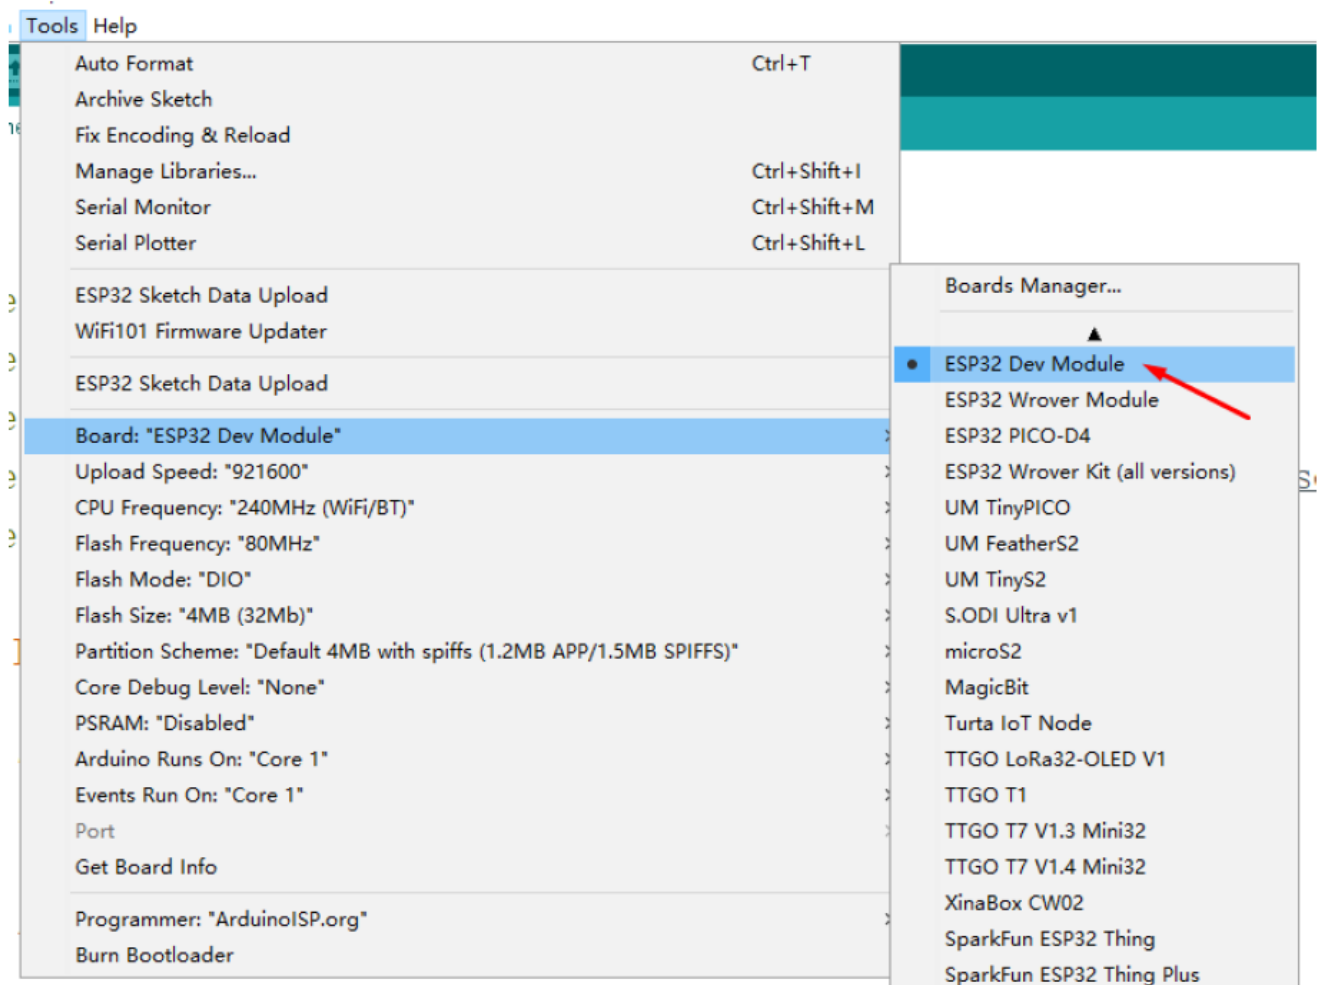 Tools Help
Auto Format Ctrl+T
Archive Sketch
Fix Encoding & Reload
Manage Libraries... Ctrl+Shift+I
Serial Monitor Ctrl+Shift+M
Serial Plotter Ctrl+Shift+L
ESP32 Sketch Data Upload
WiFi101 Firmware Updater
ESP32 Sketch Data Upload
Board: "ESP32 Dev Module"
Upload Speed: "921600"
CPU Frequency: "240MHz (WiFi/BT)"
Flash Frequency: "80MHz"
Flash Mode: "DIO"
Flash Size: "4MB (32Mb)"
Partition Scheme: "Default 4MB with spiffs (1.2MB APP/1.5MB SPIFFS)"
Core Debug Level: "None"
PSRAM: "Disabled"
Arduino Runs On: "Core 1"
Events Run On: "Core 1"
Port
Get Board Info
Programmer: "ArduinoISP.org"
Burn Bootloader
Boards Manager...
ESP32 Dev Module
ESP32 Wrover Module
ESP32 PICO-D4
ESP32 Wrover Kit (all versions)
UM TinyPICO
UM FeatherS2
UM TinyS2
S.ODI Ultra v1
microS2
MagicBit
Turta IoT Node
TTGO LoRa32-OLED V1
TTGO T1
TTGO T7 V1.3 Mini32
TTGO T7 V1.4 Mini32
XinaBox CW02
SparkFun ESP32 Thing
SparkFun ESP32 Thing Plus